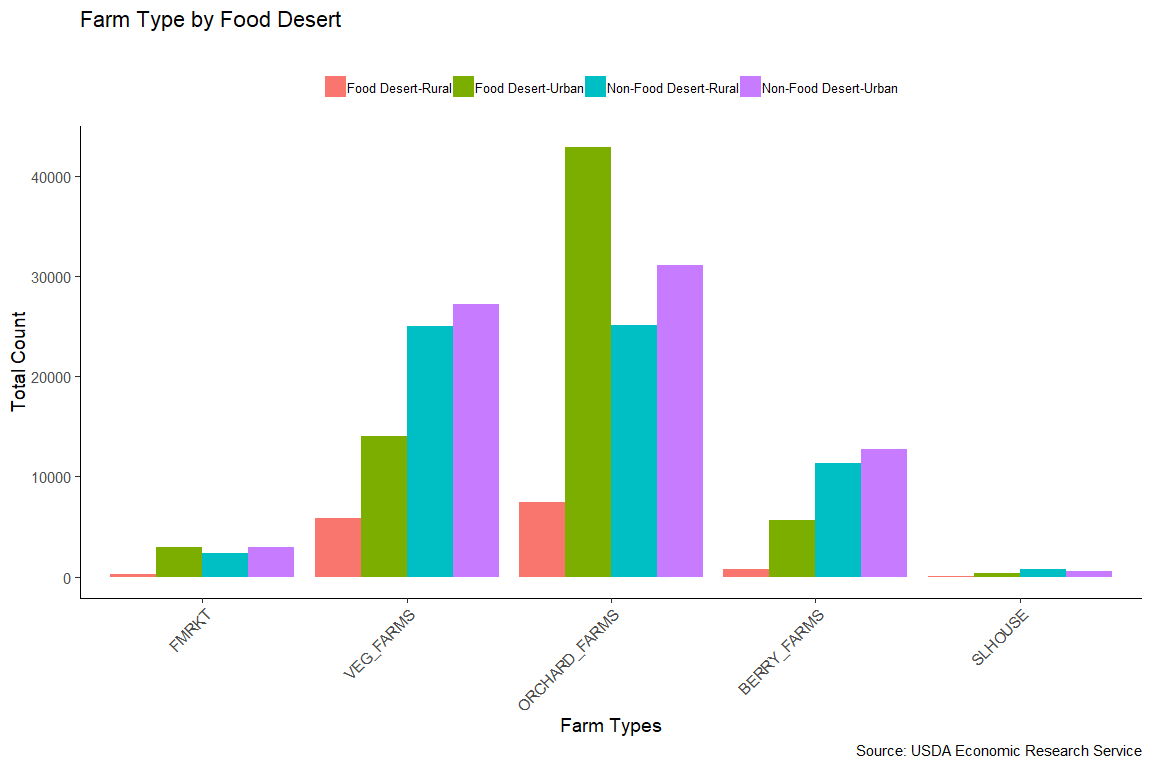 Farm Type by Food Desert
Food Desert-Rural Food Desert-Urban Non-Food Desert-Rural Non-Food Desert-Urban
Total Count
40000
30000
20000
10000
0
FMRKT VEG_FARMS ORCHARD_FARMS BERRY_FARMS SLHOUSE
Farm Types
Source: USDA Economic Research Service